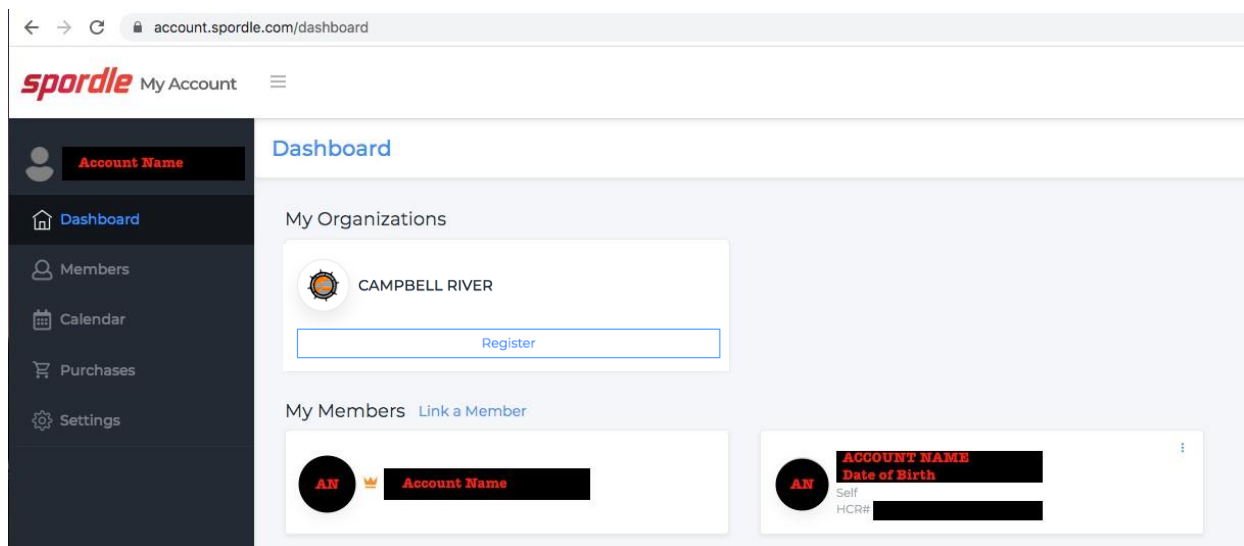 account.spordle.com/dashboard
spordle My Account
Account Name
Dashboard
Dashboard
Members
Calendar
Purchases
Settings
My Organizations
CAMPBELL RIVER
Register
My Members Link a Member
AN Account Name
AN
ACCOUNT NAME
Date of Birth
Self
HCR#